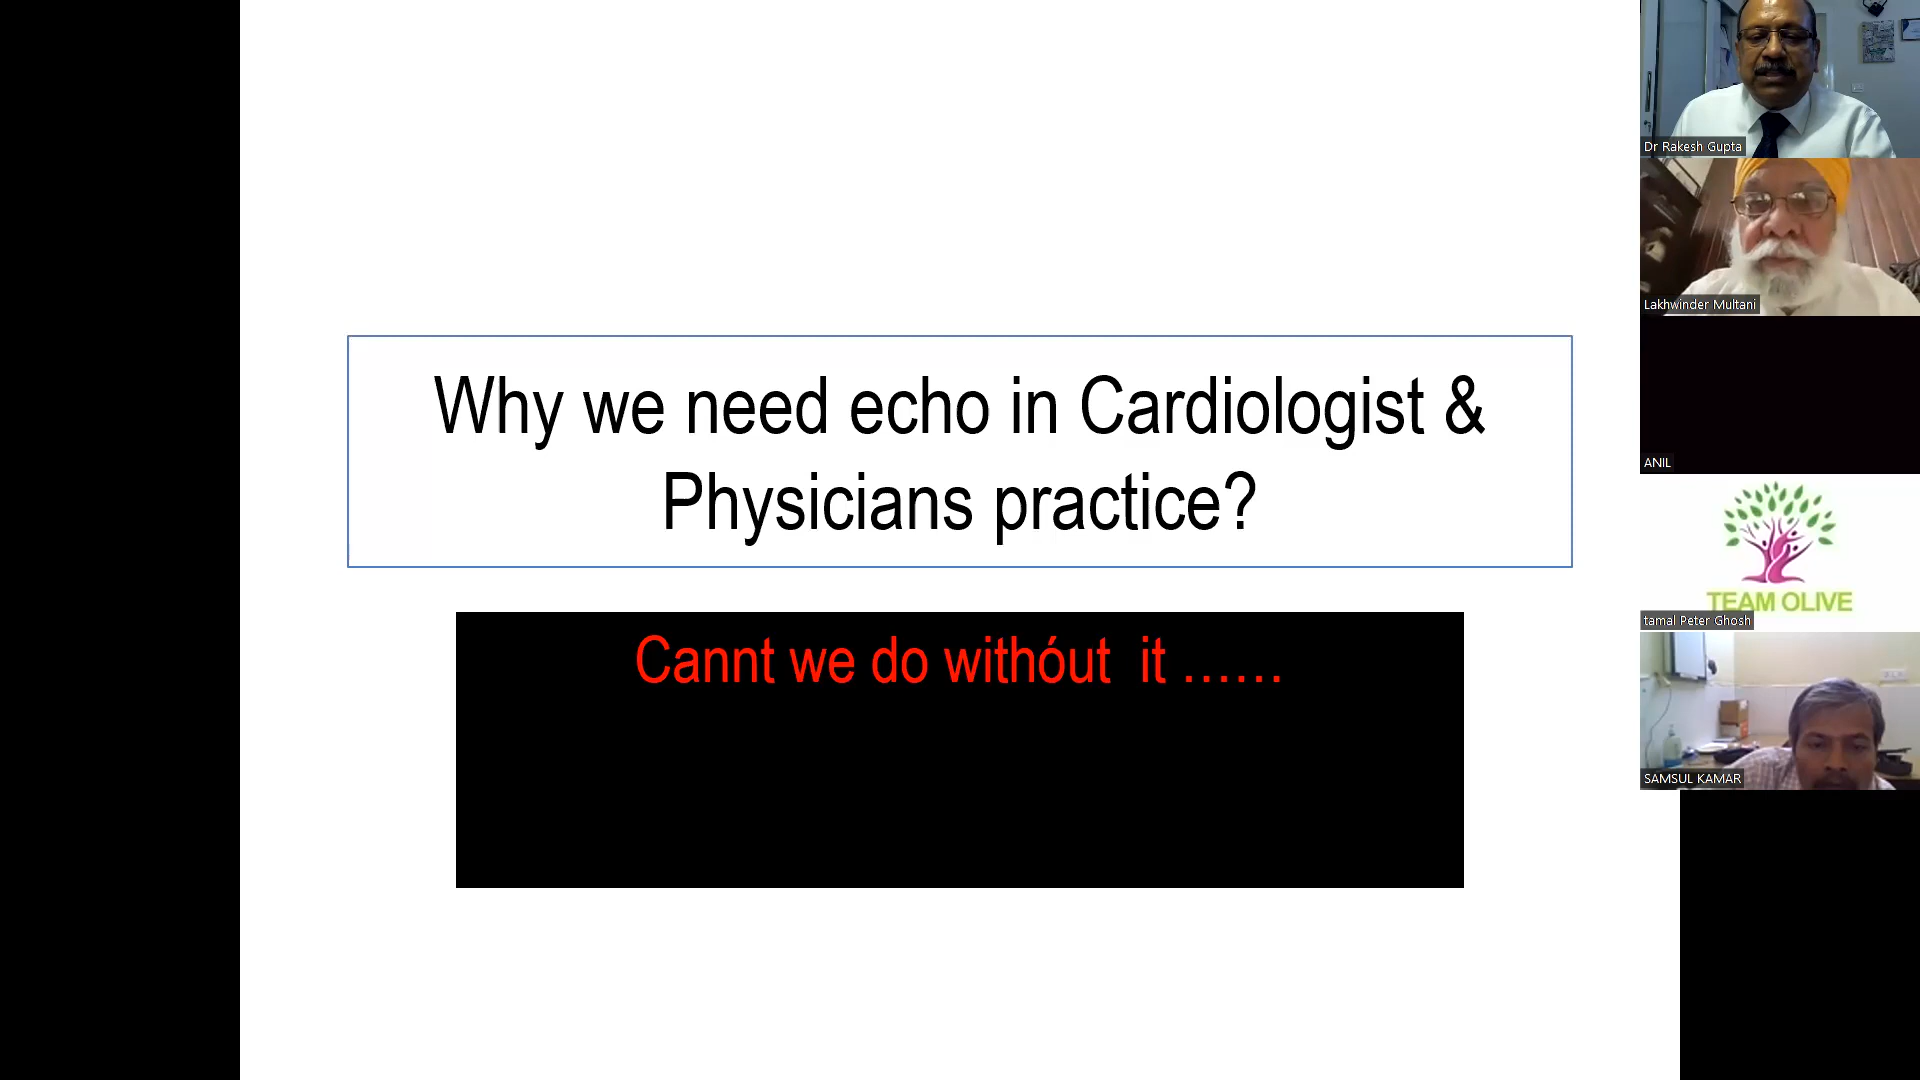 Why we need echo in Cardiologist &
Physicians practice?
Cannt we do withóut  it ......
Dr Rakesh Gupta
Lakhwinder Multani
ANIL
TEAM OLIVE
tamal Peter Ghosh
SAMSUL KAMAR